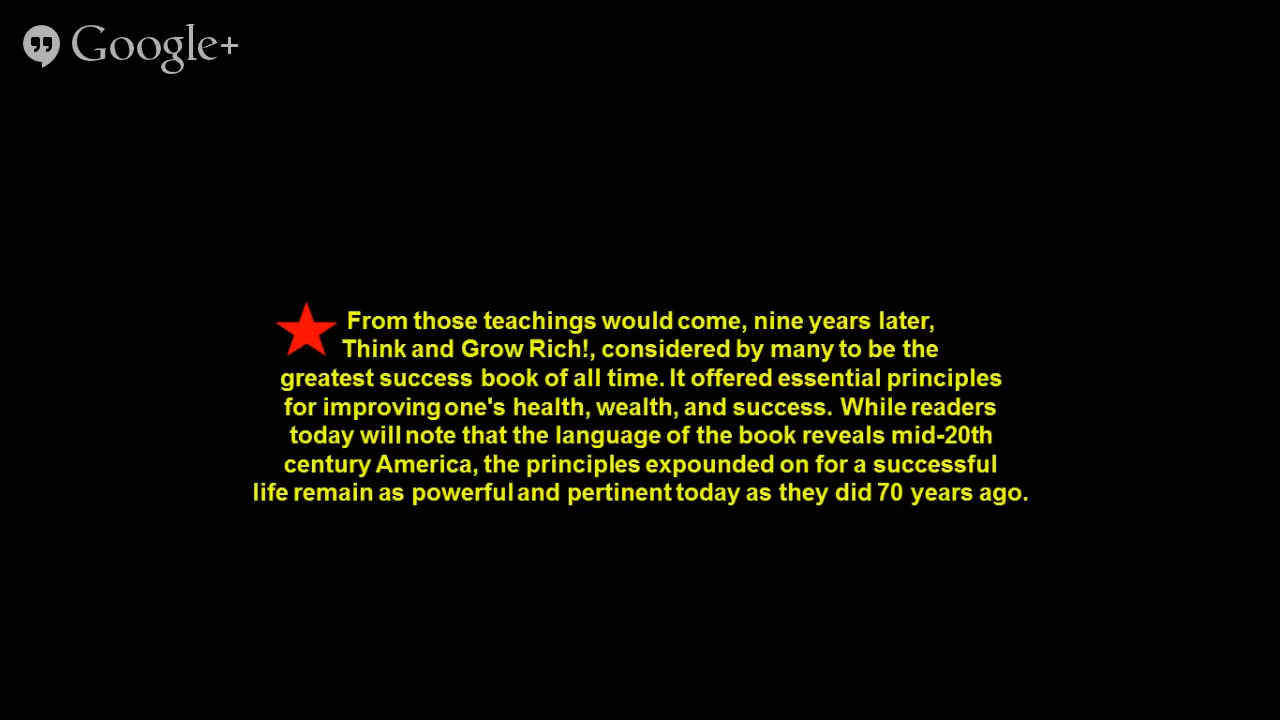 Google+
From those teachings would come, nine years later,
Think and Grow Rich!, considered by many to be the
greatest success book of all time. It offered essential principles
for improving one's health, wealth, and success. While readers
today will note that the language of the book reveals mid-20th
century America, the principles expounded on for a successful
life remain as powerful and pertinent today as they did 70 years ago.